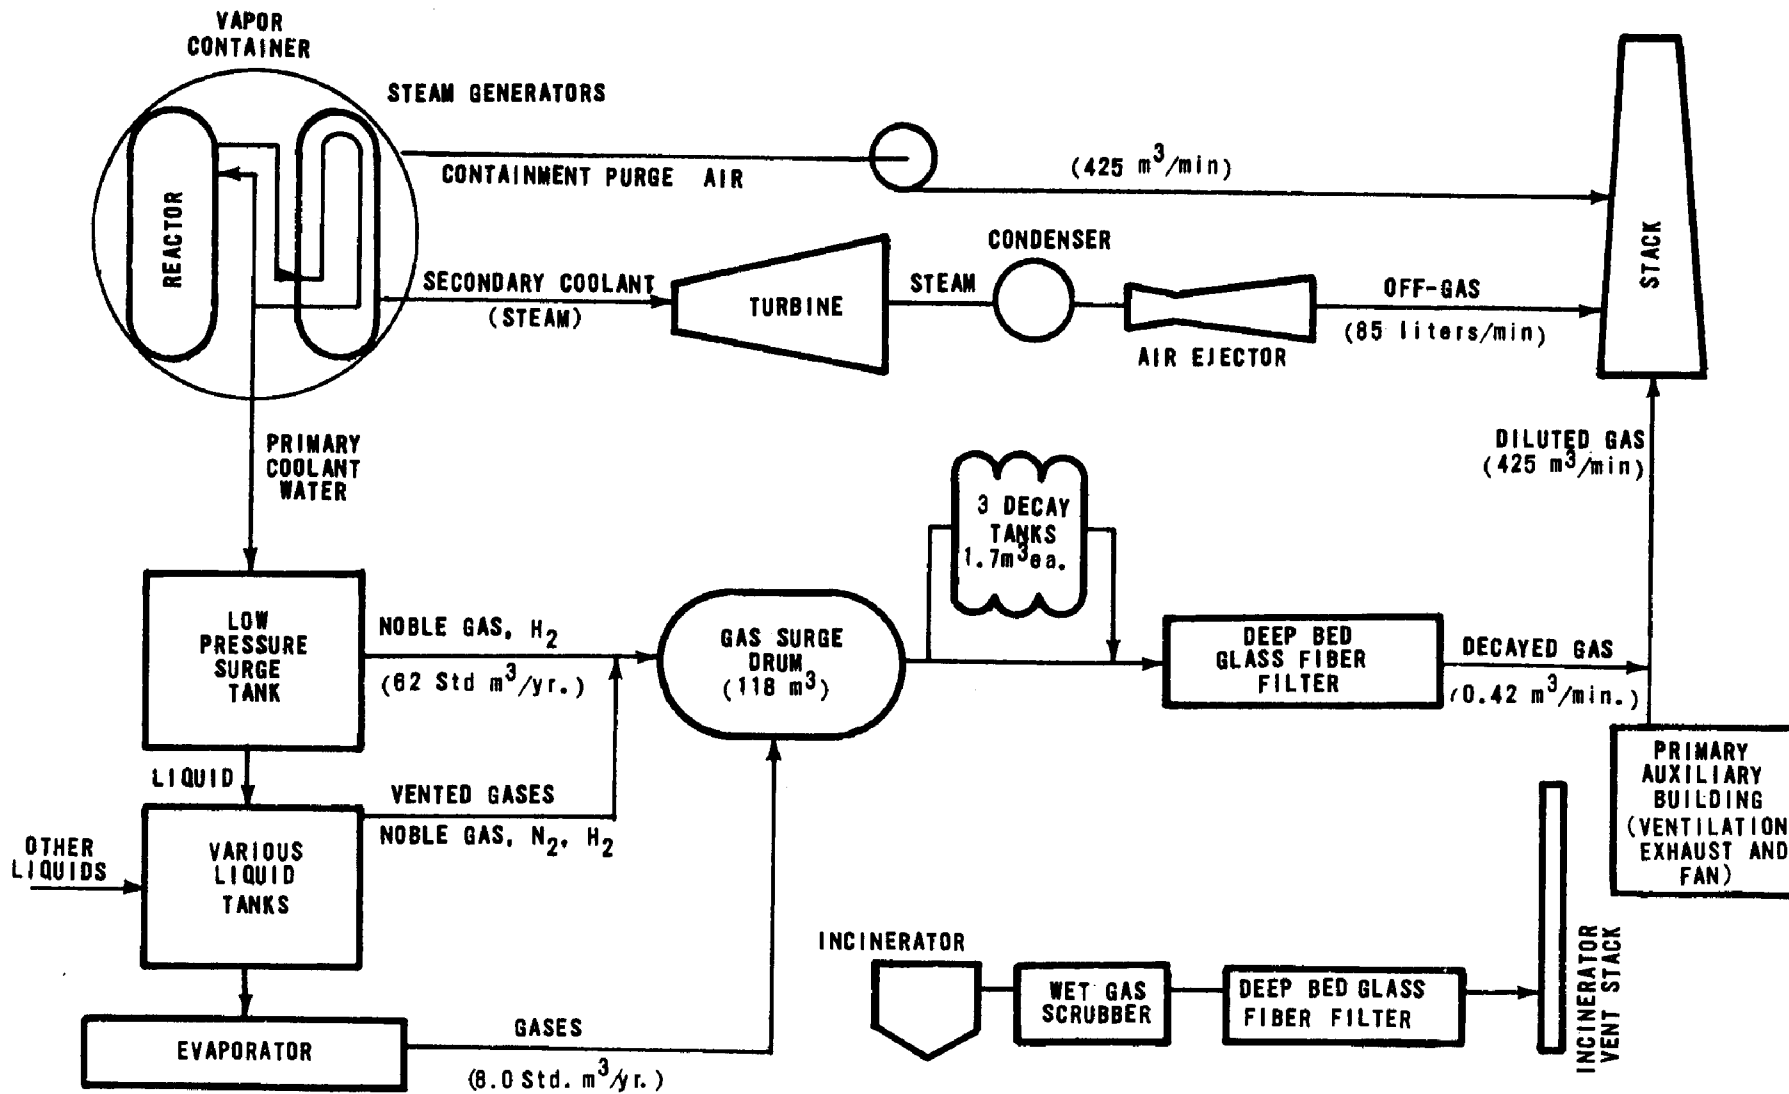 VAPOR
CONTAINER
STEAM GENERATORS
CONTAINMENT PURGE AIR
(425 m³/min)
REACTOR
STACK
SECONDARY COOLANT
(STEAM)
TURBINE
STEAM
CONDENSER
AIR EJECTOR
OFF-GAS
(85 liters/min)
PRIMARY
COOLANT
WATER
DILUTED GAS
(425 m³/min)
3 DECAY
TANKS
1.7m³ea.
LOW
PRESSURE
SURGE
TANK
NOBLE GAS, H₂
(62 Std m³/yr.)
GAS SURGE
DRUM
(118 m³)
DEEP BED
GLASS FIBER
FILTER
DECAYED GAS
(0.42 m³/min.)
LIQUID
VENTED GASES
NOBLE GAS, N₂, H₂
OTHER
LIQUIDS
VARIOUS
LIQUID
TANKS
PRIMARY
AUXILIARY
BUILDING
(VENTILATION
EXHAUST AND
FAN)
EVAPORATOR
GASES
(8.0 Std. m³/yr.)
INCINERATOR
WET GAS
SCRUBBER
DEEP BED GLASS
FIBER FILTER
INCINERATOR
VENT STACK